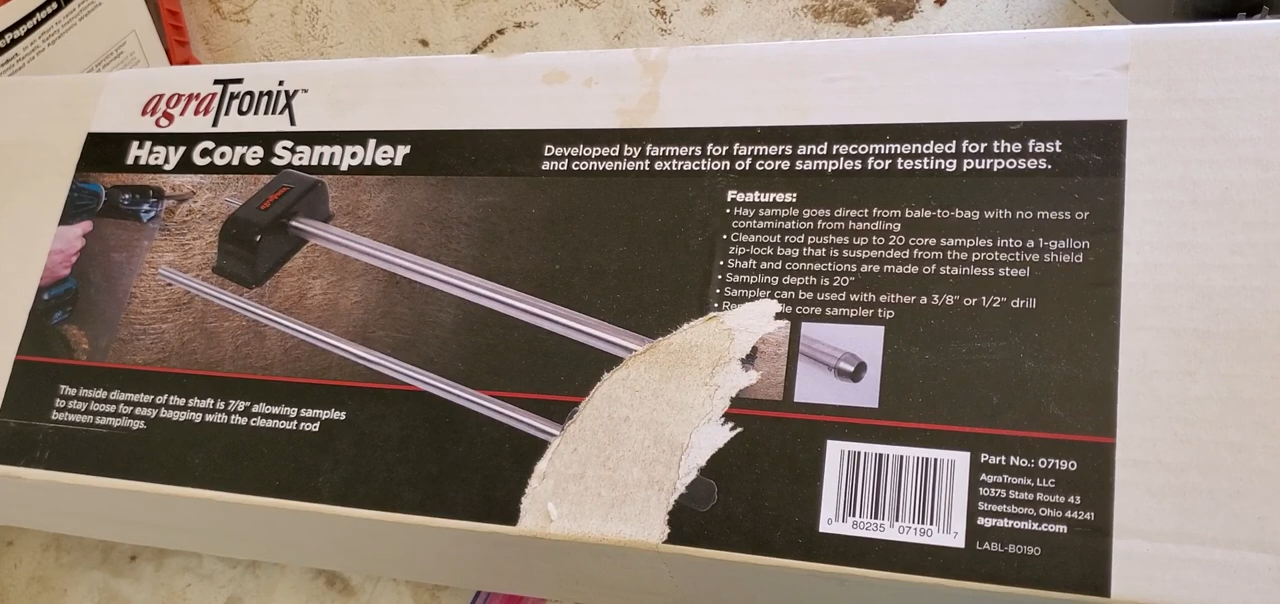 ePaperless
agraTronix™
Hay Core Sampler
Developed by farmers for farmers and recommended for the fast
and convenient extraction of core samples for testing purposes.
Features:
• Hay sample goes direct from bale-to-bag with no mess or
contamination from handling
• Cleanout rod pushes up to 20 core samples into a 1-gallon
zip-lock bag that is suspended from the protective shield
• Shaft and connections are made of stainless steel
• Sampling depth is 20"
• Sampler can be used with either a 3/8" or 1/2" drill
• core sampler tip
The inside diameter of the shaft is 7/8" allowing samples
to stay loose for easy bagging with the cleanout rod
between samplings.
0 80235 07190 7
Part No.: 07190
AgraTronix, LLC
10375 State Route 43
Streetsboro, Ohio 44241
agratronix.com
LABL-B0190